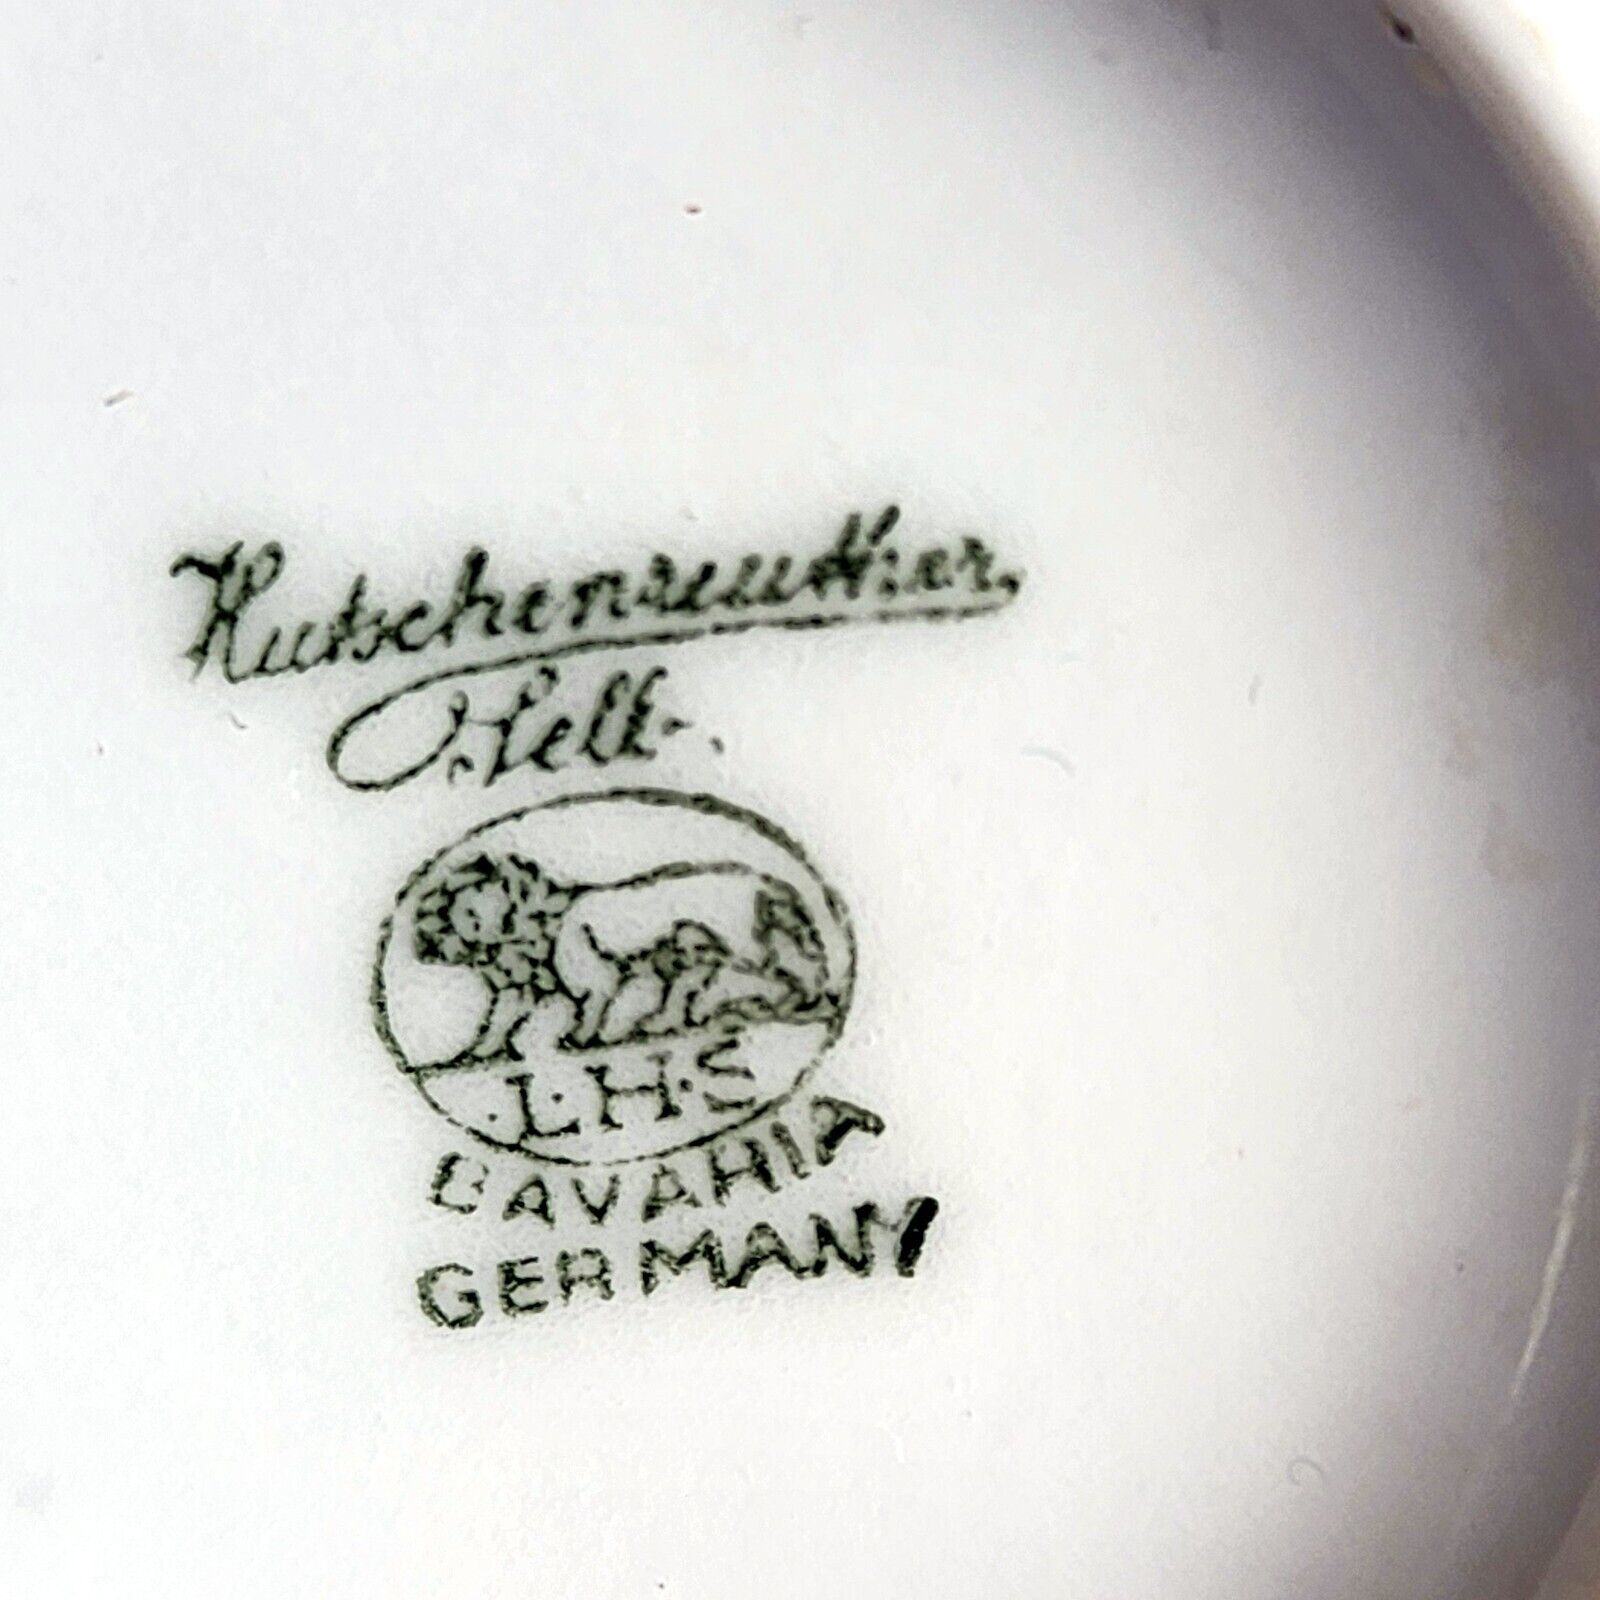 Hutschenreuther
Selb
L·H·S
BAVARIA
GERMANY